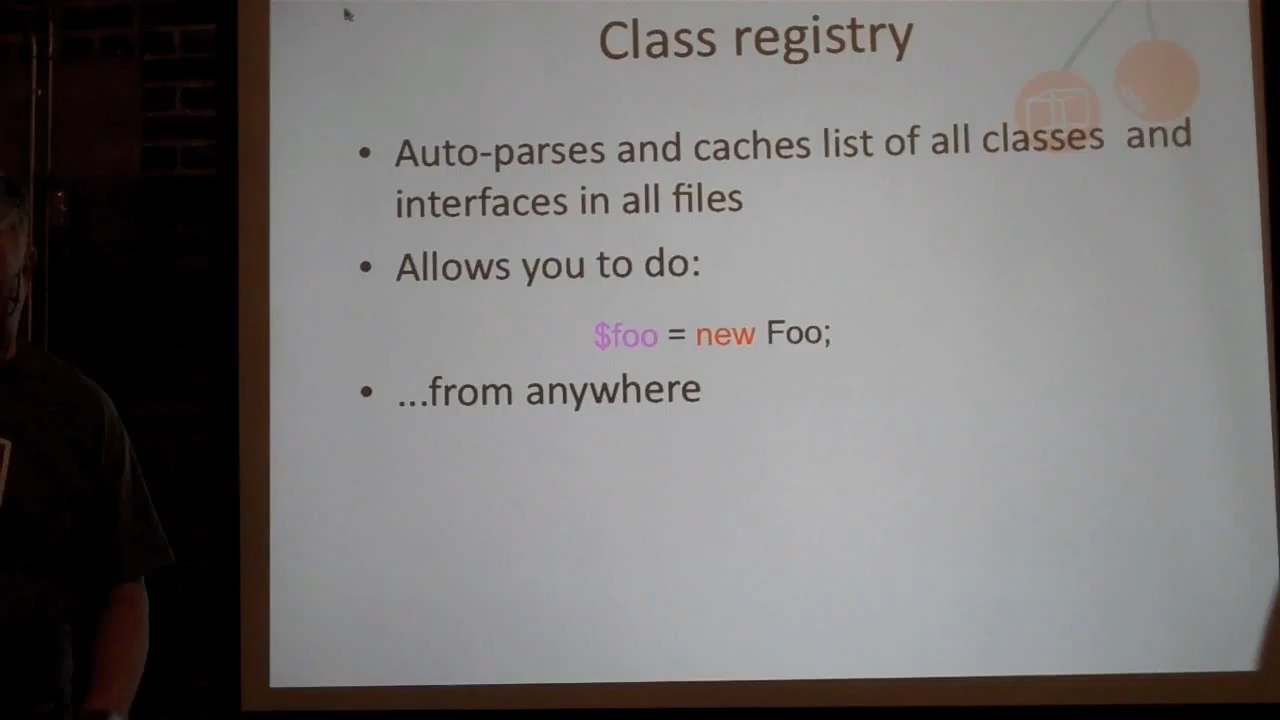 Class registry
• Auto-parses and caches list of all classes and
interfaces in all files
• Allows you to do:
$foo = new Foo;
• ...from anywhere